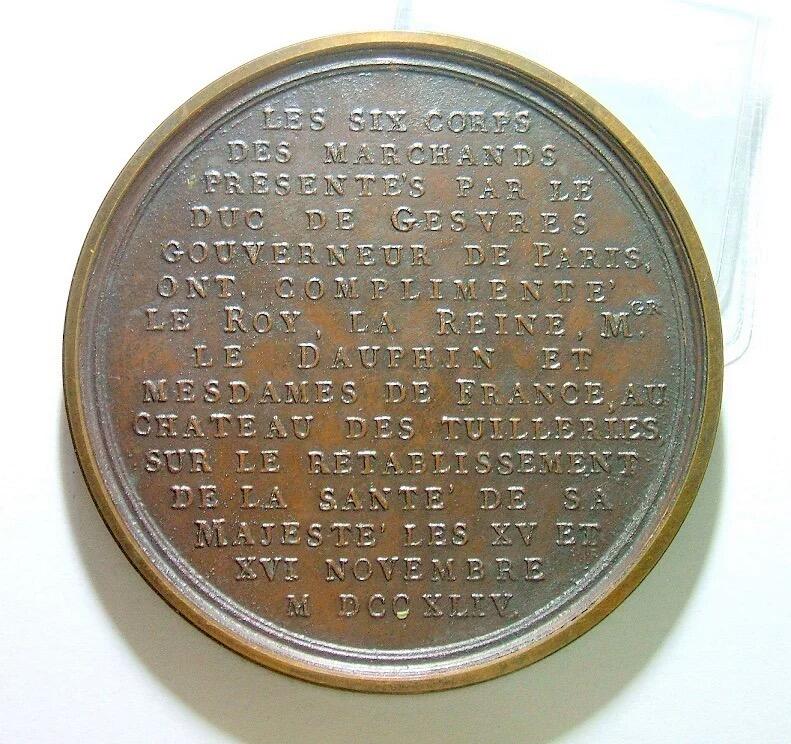 LES SIX CORPS
DES MARCHANDS
PRESENTE'S PAR LE
DUC DE GESVRES
GOUVERNEUR DE PARIS,
ONT, COMPLIMENTE'
LE ROY, LA REINE, M.GR
LE DAUPHIN ET
MESDAMES DE FRANCE, AU
CHATEAU DES TUILLERIES,
SUR LE RETABLISSEMENT
DE LA SANTE' DE SA
MAJESTE' LES XV ET
XVI NOVEMBRE
M DCCXLIV.